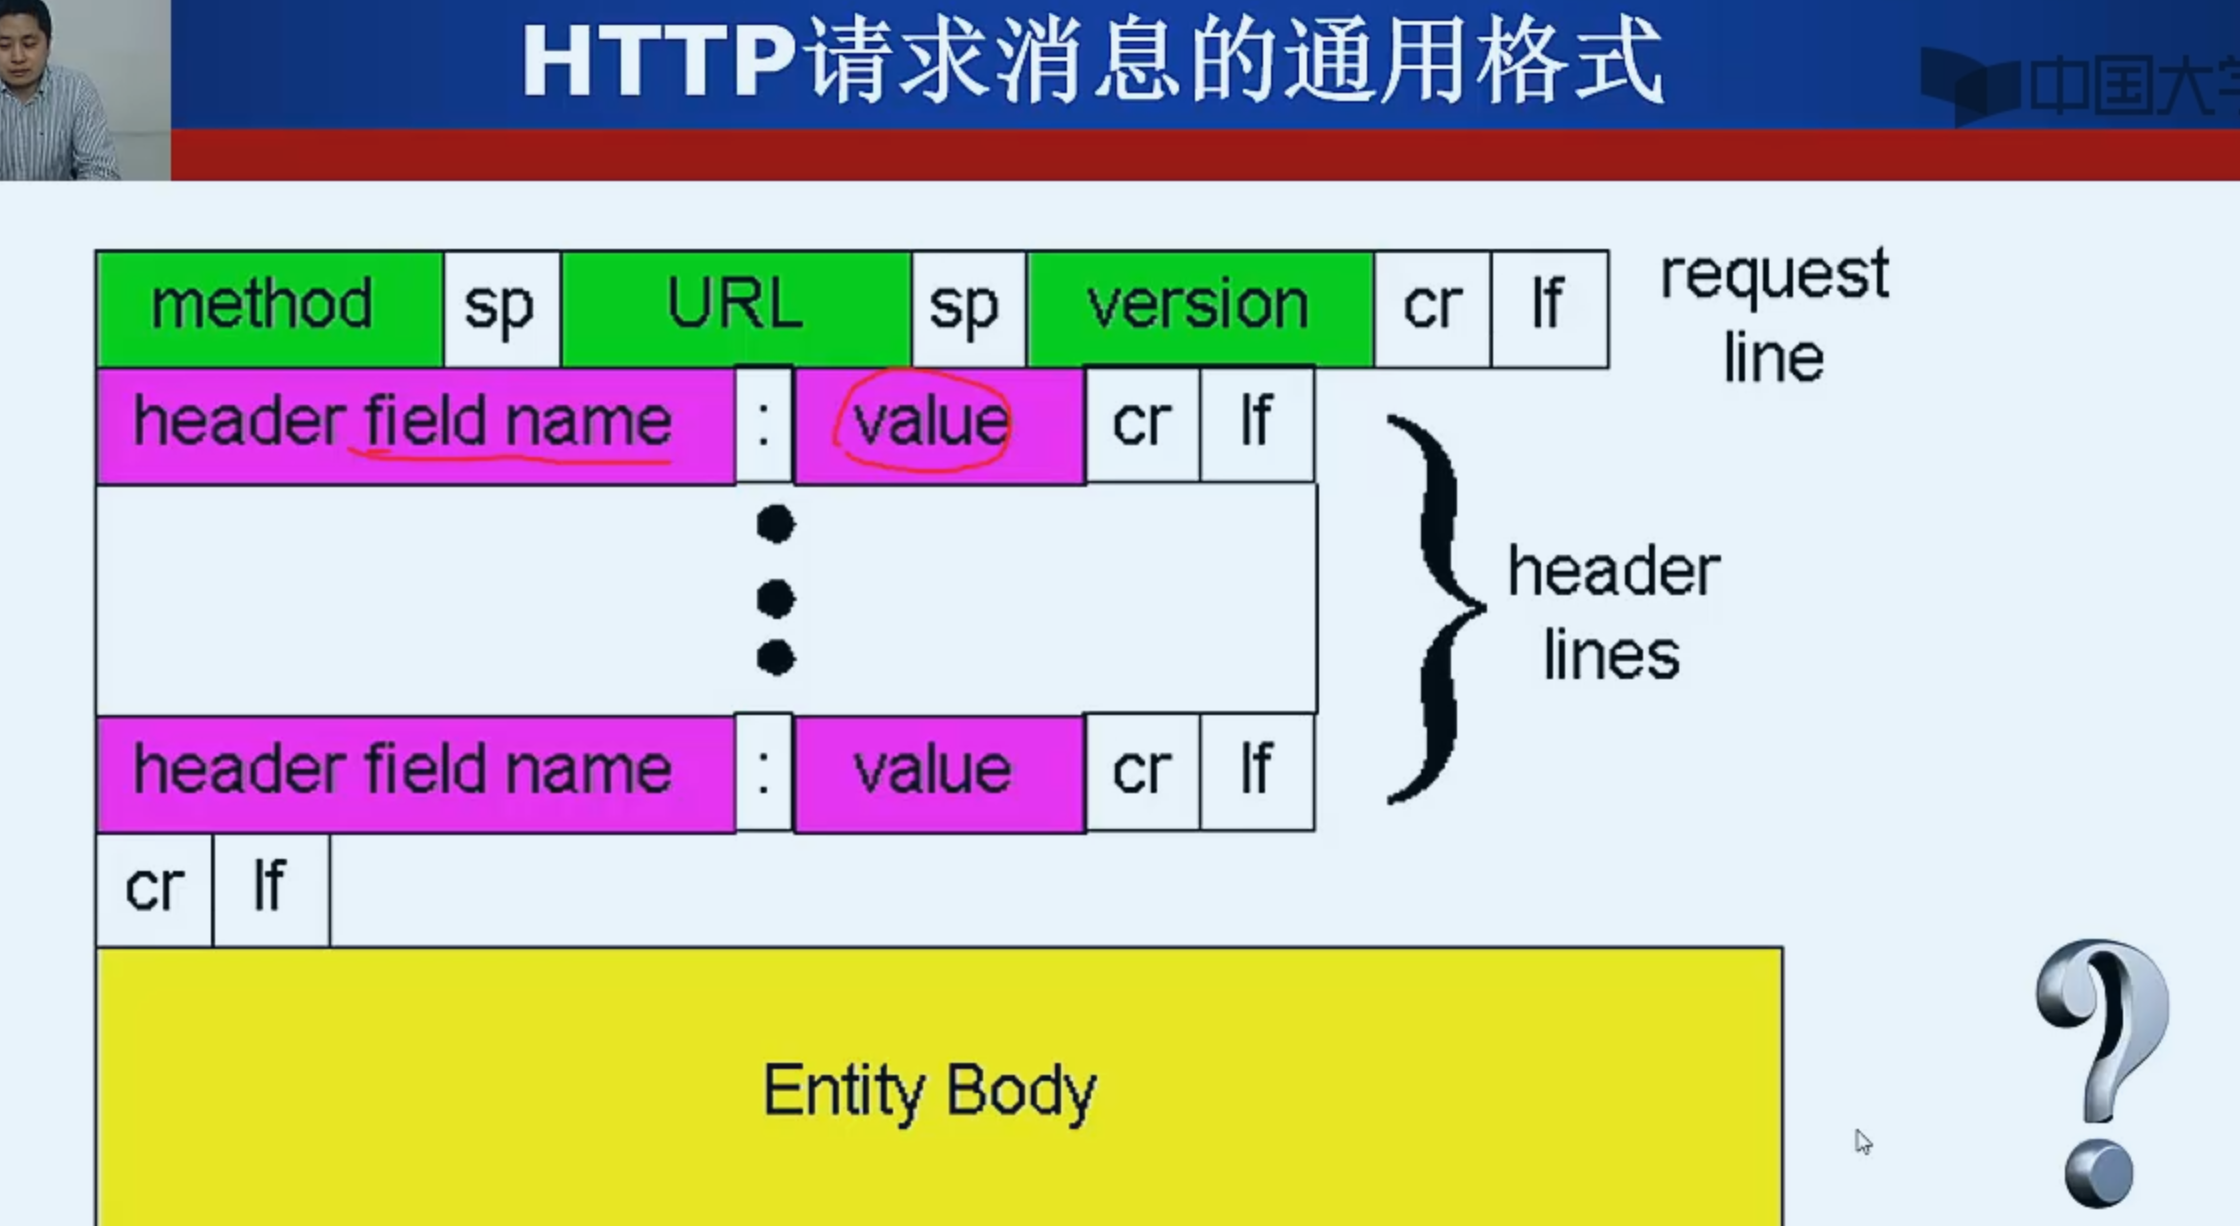 HTTP请求消息的通用格式
中国大学
method sp URL sp version cr lf
request line
header field name : value cr lf
header lines
header field name : value cr lf
cr lf
Entity Body
?